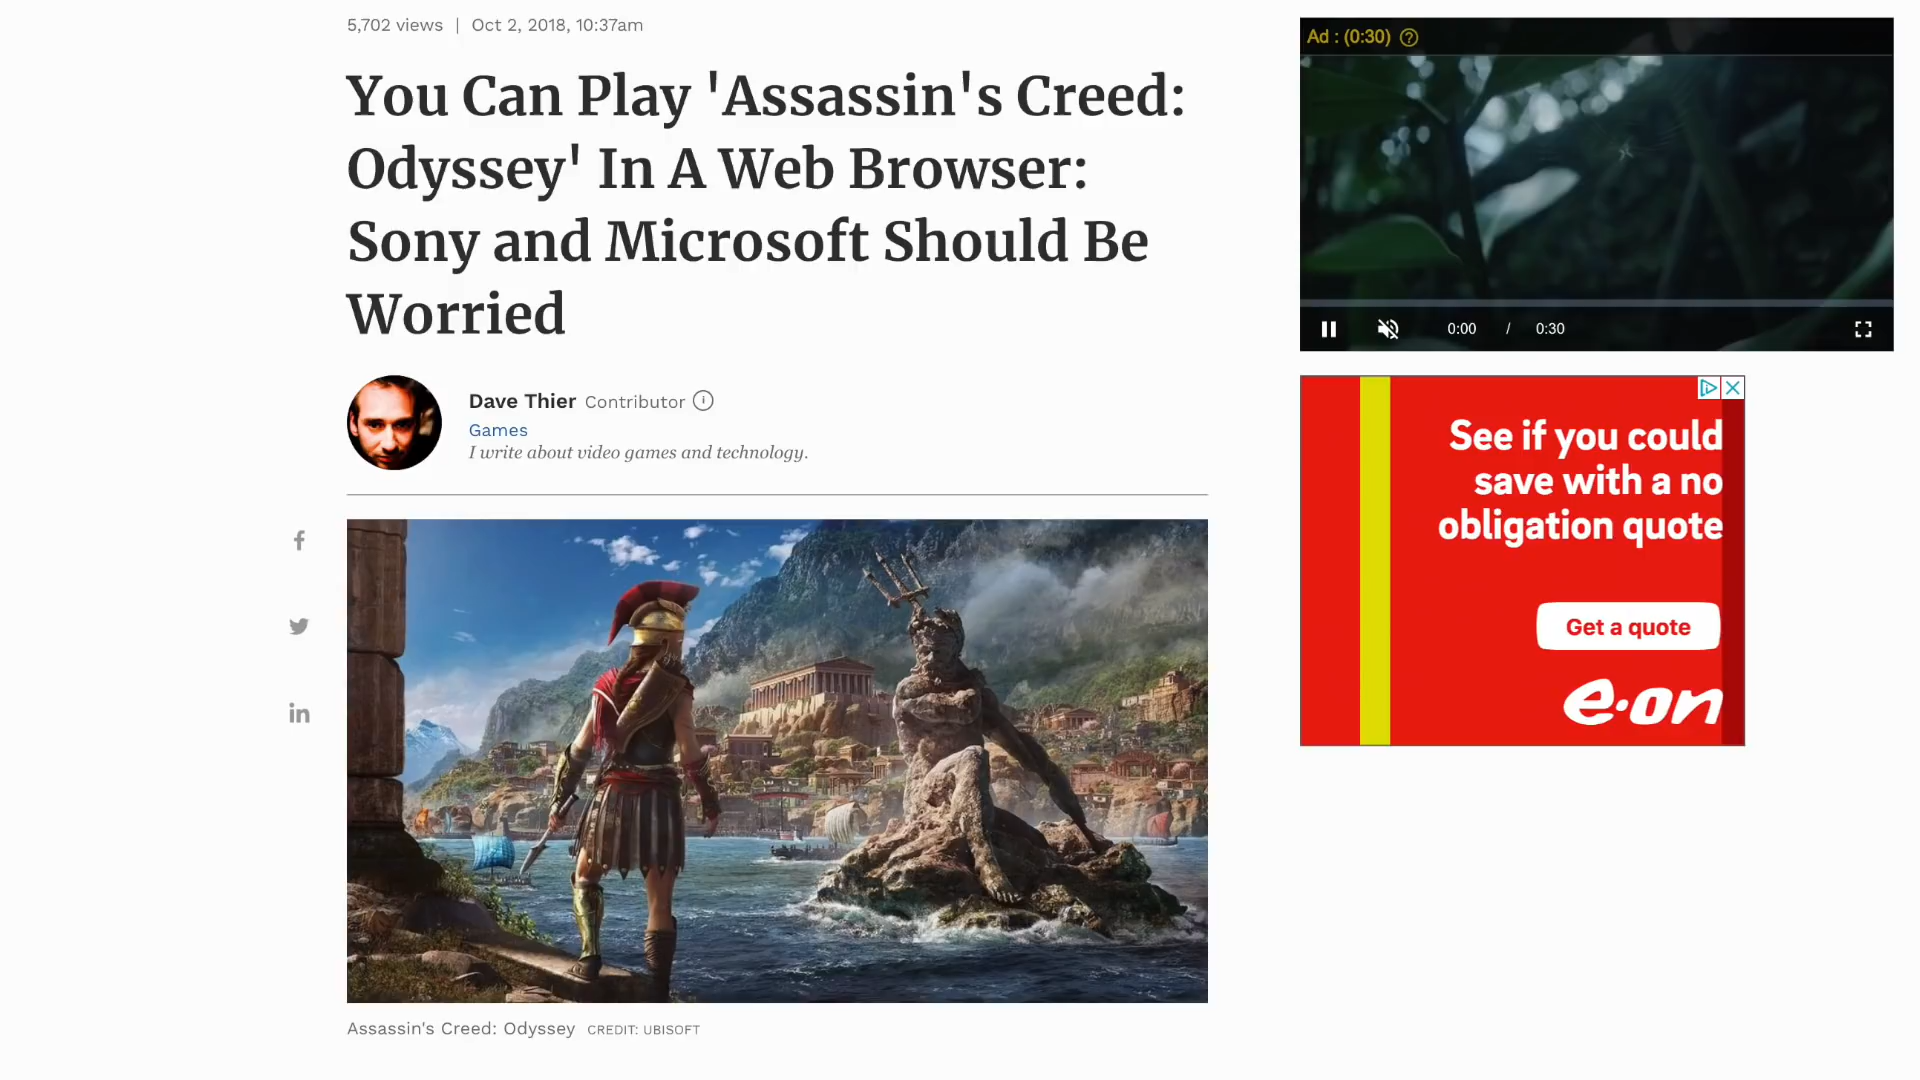 5,702 views | Oct 2, 2018, 10:37am
You Can Play 'Assassin's Creed:
Odyssey' In A Web Browser:
Sony and Microsoft Should Be
Worried
Dave Thier Contributor
Games
I write about video games and technology.
Assassin's Creed: Odyssey CREDIT: UBISOFT
Ad : (0:30)
0:00 / 0:30
See if you could
save with a no
obligation quote
Get a quote
e·on